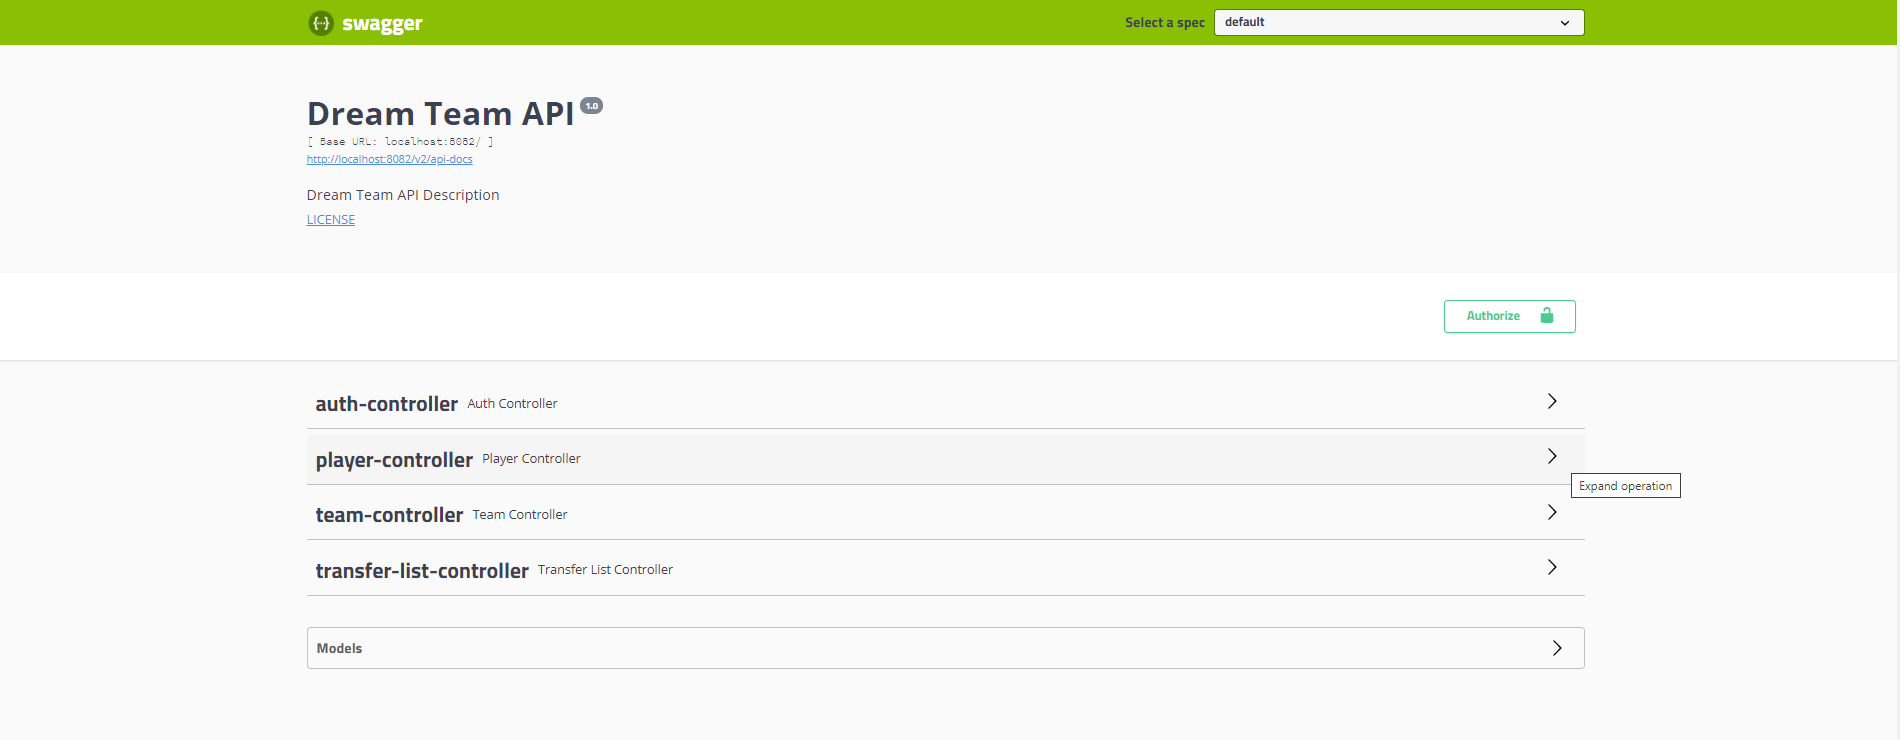 swagger
Select a spec default
Dream Team API 1.0
[ Base URL: localhost:8082/ ]
http://localhost:8082/v2/api-docs
Dream Team API Description
LICENSE
Authorize
auth-controller Auth Controller
player-controller Player Controller
Expand operation
team-controller Team Controller
transfer-list-controller Transfer List Controller
Models